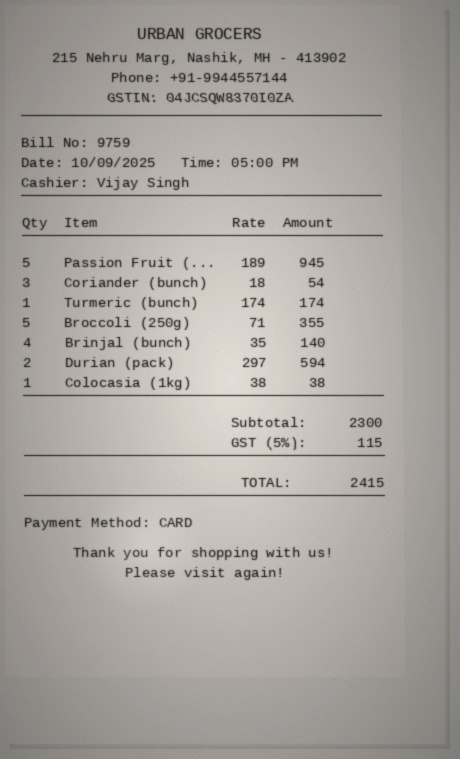 URBAN GROCERS
215 Nehru Marg, Nashik, MH - 413902
Phone: +91-9944557144
GSTIN: 04JCSQW8370I0ZA
Bill No: 9759
Date: 10/09/2025 Time: 05:00 PM
Cashier: Vijay Singh
Qty Item Rate Amount
5 Passion Fruit (... 189 945
3 Coriander (bunch) 18 54
1 Turmeric (bunch) 174 174
5 Broccoli (250g) 71 355
4 Brinjal (bunch) 35 140
2 Durian (pack) 297 594
1 Colocasia (1kg) 38 38
Subtotal: 2300
GST (5%): 115
TOTAL: 2415
Payment Method: CARD
Thank you for shopping with us!
Please visit again!